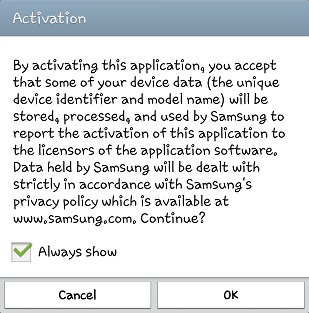 Activation
By activating this application, you accept
that some of your device data (the unique
device identifier and model name) will be
stored, processed, and used by Samsung to
report the activation of this application to
the licensors of the application software.
Data held by Samsung will be dealt with
strictly in accordance with Samsung's
privacy policy which is available at
www.samsung.com. Continue?
Always show
Cancel
OK